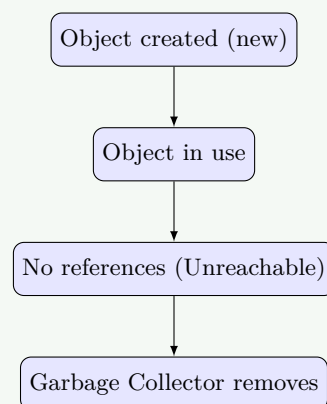 Object created (new)
Object in use
No references (Unreachable)
Garbage Collector removes